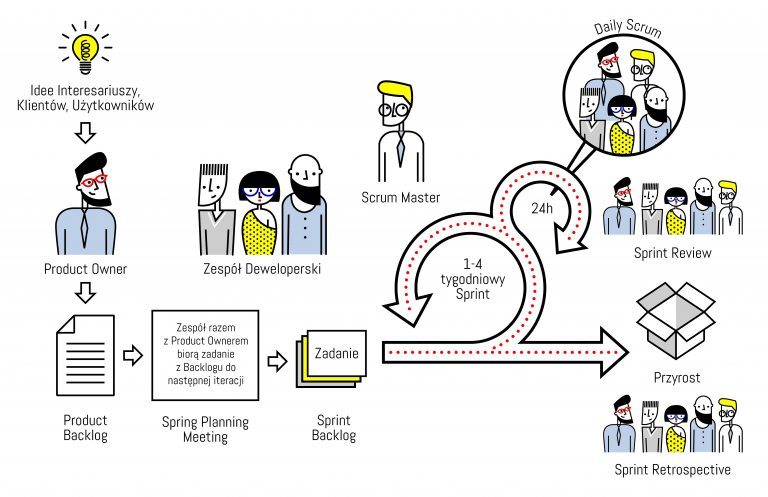 Idee Interesariuszy,
Klientów, Użytkowników
Product Owner
Zespół Deweloperski
Scrum Master
Daily Scrum
24h
1-4
tygodniowy
Sprint
Sprint Review
Zespół razem
z Product Ownerem
biorą zadanie
z Backlogu do
następnej iteracji
Zadanie
Product
Backlog
Spring Planning
Meeting
Sprint
Backlog
Przyrost
Sprint Retrospective